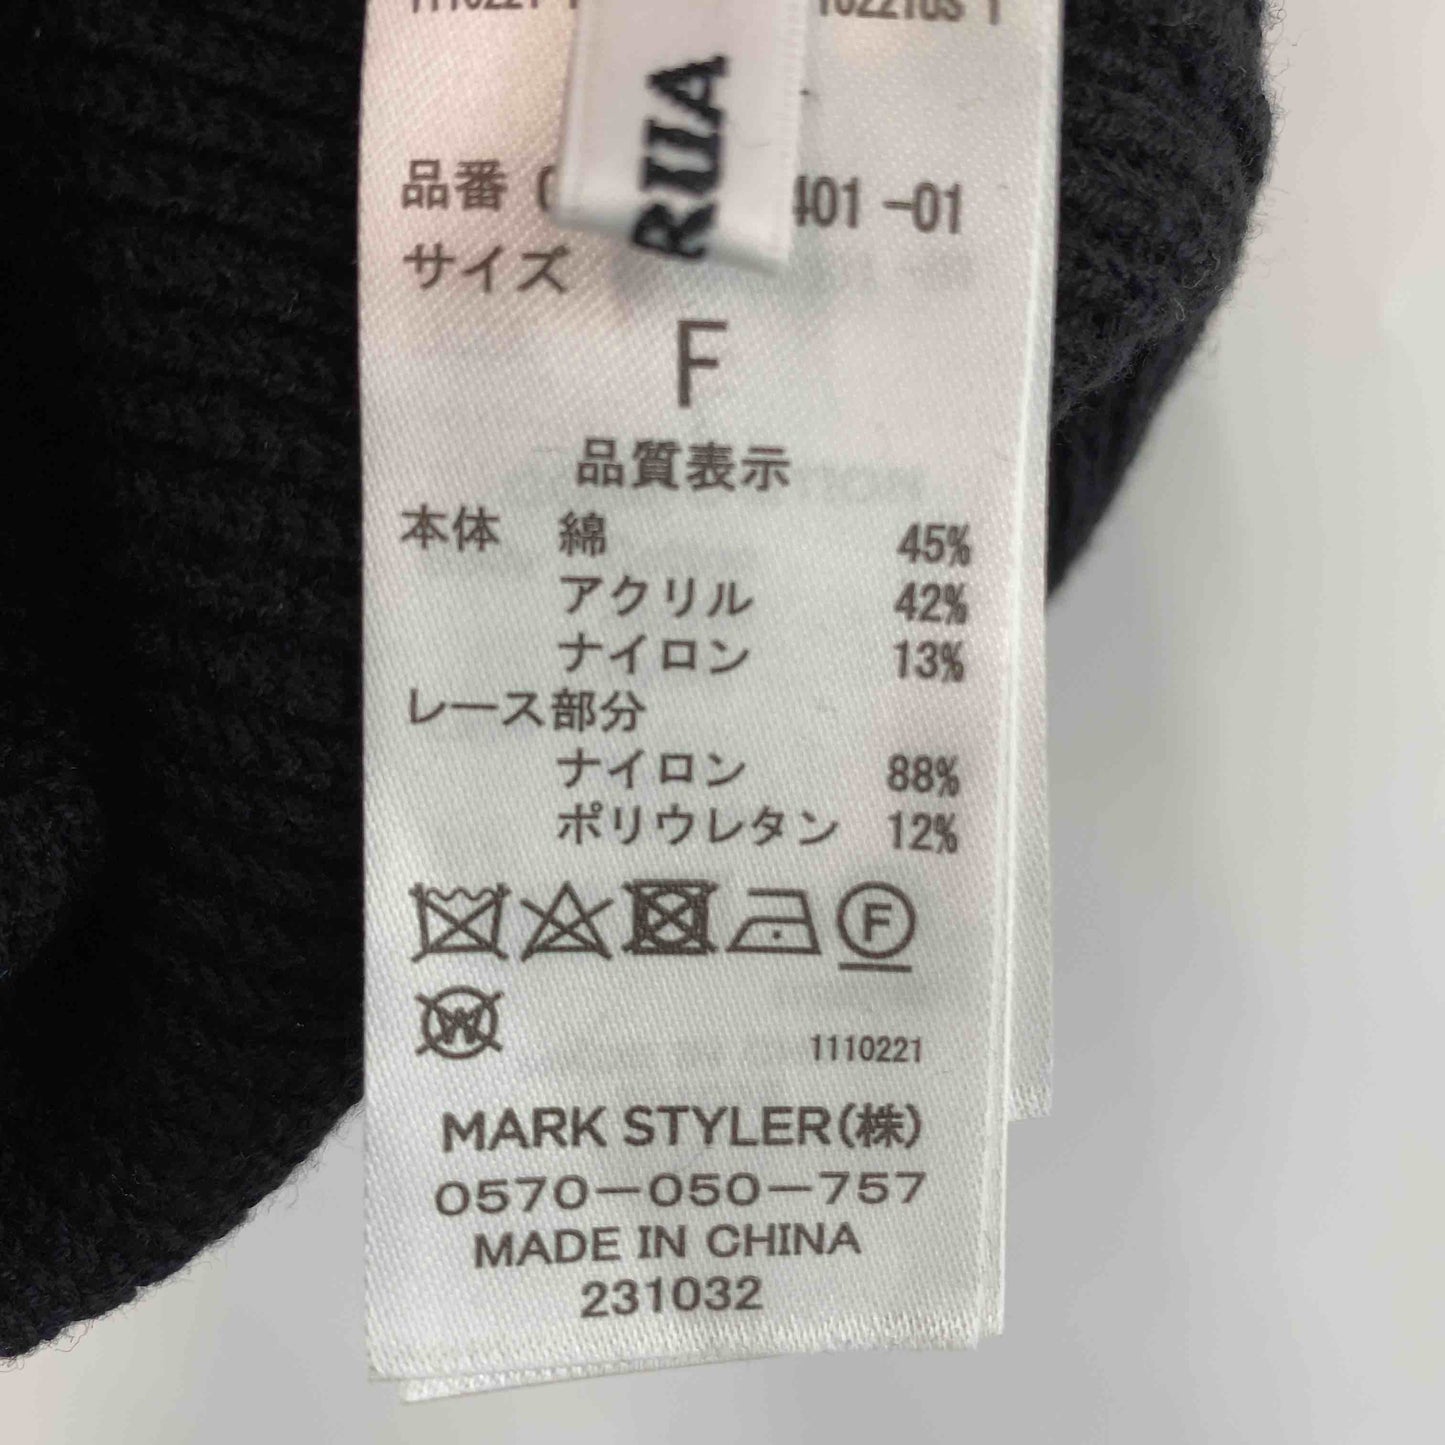 RUA
品番 401 -01
サイズ
F
品質表示
本体 綿 45%
アクリル 42%
ナイロン 13%
レース部分
ナイロン 88%
ポリウレタン 12%
F
W
1110221
MARK STYLER(株)
0570-050-757
MADE IN CHINA
231032